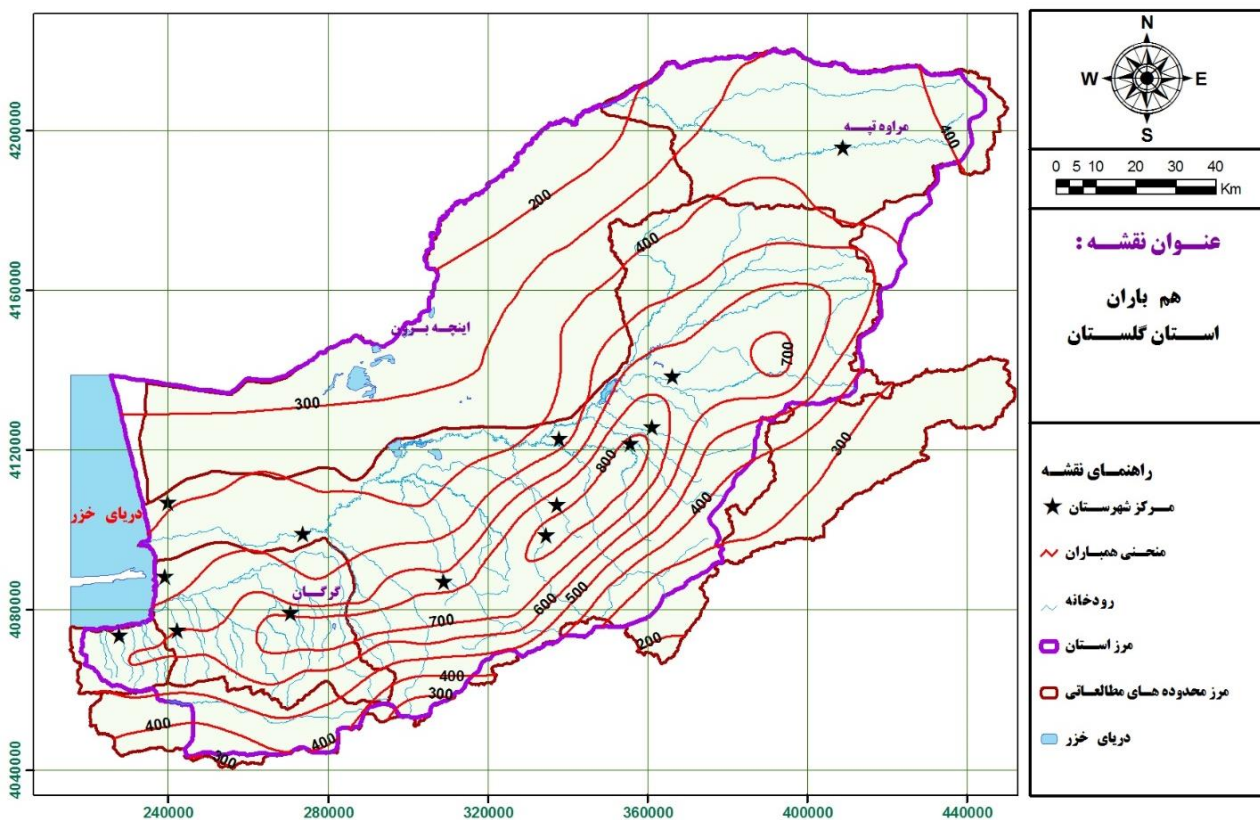 N
W E
S
0 5 10 20 30 40
Km
عنوان نقشه :
هم باران
استان گلستان
راهنمای نقشه
مرکز شهرستان
منحنی همباران
رودخانه
مرز استان
مرز محدوده های مطالعاتی
دریای خزر
4200000
4160000
4120000
4080000
4040000
مراوه تپه
400
200
400
اینچه برون
700
300
300
800
400
دریای خزر
گرگان
500
600
700
200
400
300
400
400
300
240000 280000 320000 360000 400000 440000